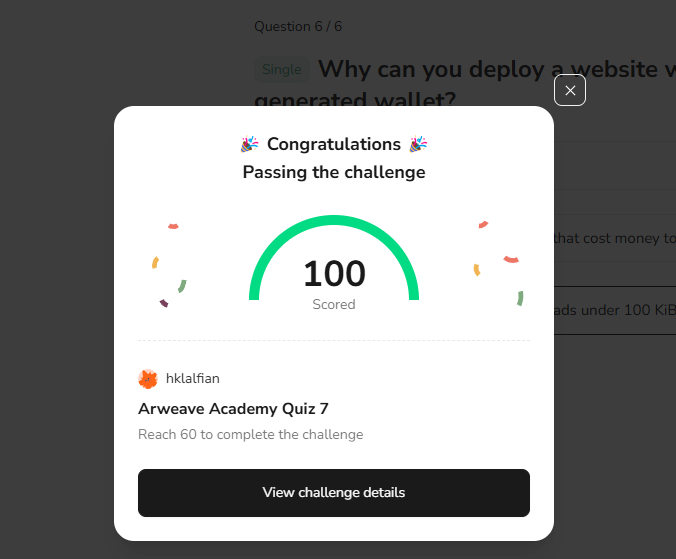 Question 6 / 6
Single Why can you deploy a website w
generated wallet?
Congratulations
Passing the challenge
that cost money to
100
Scored
ads under 100 KiB
hklalfian
Arweave Academy Quiz 7
Reach 60 to complete the challenge
View challenge details